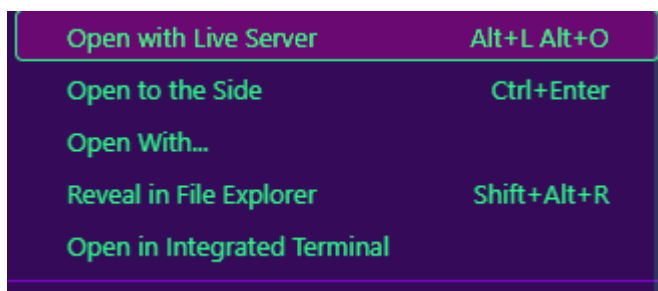 Open with Live Server Alt+L Alt+O
Open to the Side Ctrl+Enter
Open With...
Reveal in File Explorer Shift+Alt+R
Open in Integrated Terminal